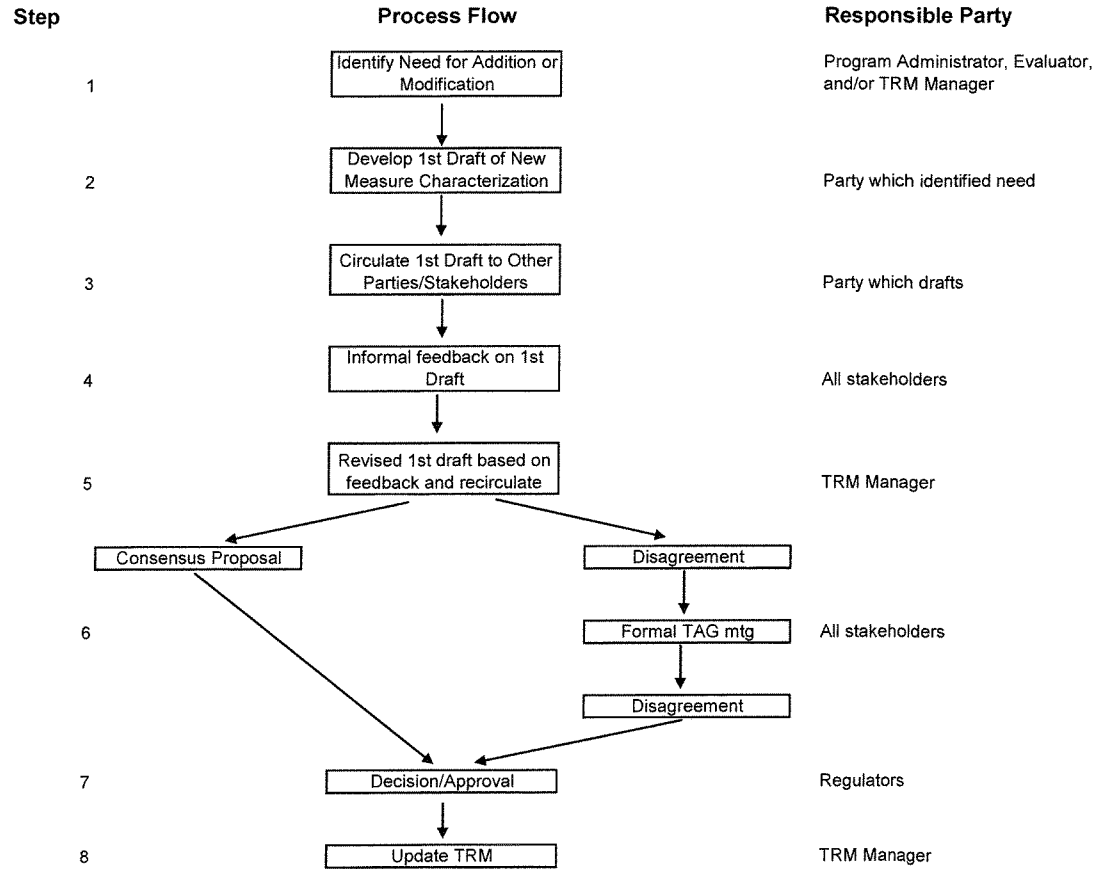 Step
Process Flow
Responsible Party
1
Identify Need for Addition or
Modification
Program Administrator, Evaluator,
and/or TRM Manager
2
Develop 1st Draft of New
Measure Characterization
Party which identified need
3
Circulate 1st Draft to Other
Parties/Stakeholders
Party which drafts
4
Informal feedback on 1st
Draft
All stakeholders
5
Revised 1st draft based on
feedback and recirculate
TRM Manager
Consensus Proposal
Disagreement
6
Formal TAG mtg
All stakeholders
Disagreement
7
Decision/Approval
Regulators
8
Update TRM
TRM Manager